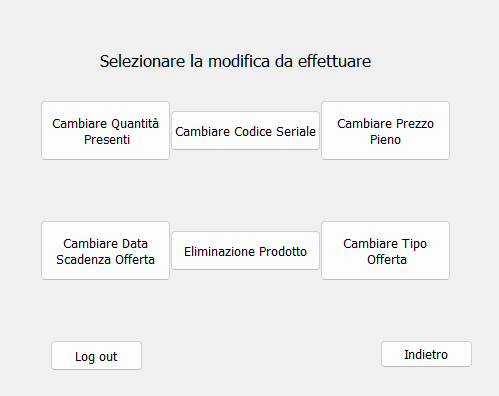 Selezionare la modifica da effettuare
Cambiare Quantità
Presenti
Cambiare Codice Seriale
Cambiare Prezzo
Pieno
Cambiare Data
Scadenza Offerta
Eliminazione Prodotto
Cambiare Tipo
Offerta
Log out
Indietro